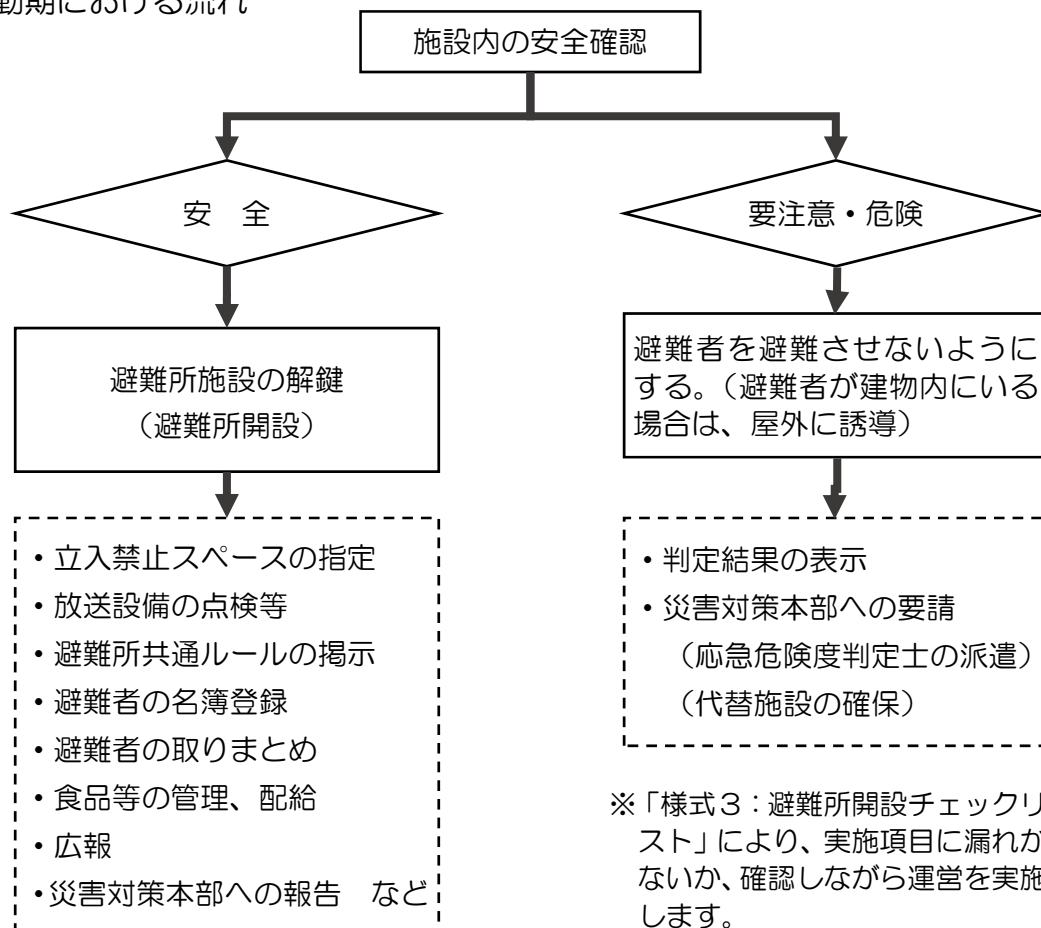 動期における流れ
施設内の安全確認
安　全
要注意・危険
避難所施設の解鍵
（避難所開設）
避難者を避難させないように
する。（避難者が建物内にいる
場合は、屋外に誘導）
・立入禁止スペースの指定
・放送設備の点検等
・避難所共通ルールの掲示
・避難者の名簿登録
・避難者の取りまとめ
・食品等の管理、配給
・広報
・災害対策本部への報告　など
・判定結果の表示
・災害対策本部への要請
（応急危険度判定士の派遣）
（代替施設の確保）
※「様式３：避難所開設チェックリ
スト」により、実施項目に漏れが
ないか、確認しながら運営を実施
します。